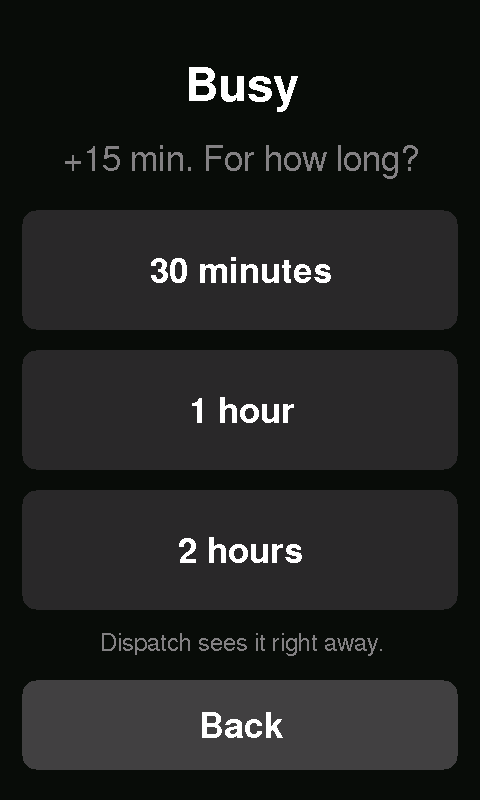 Busy
+15 min. For how long?
30 minutes
1 hour
2 hours
Dispatch sees it right away.
Back